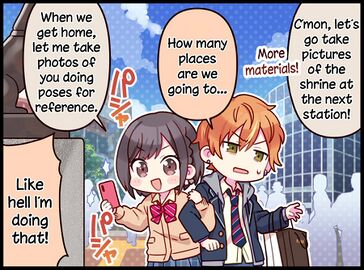 C'mon, let's
go take
pictures
of the
shrine at
the next
station!
More
materials!
How many
places
are we
going to...
When we
get home,
let me take
photos of
you doing
poses for
reference.
Like
hell I'm
doing
that!